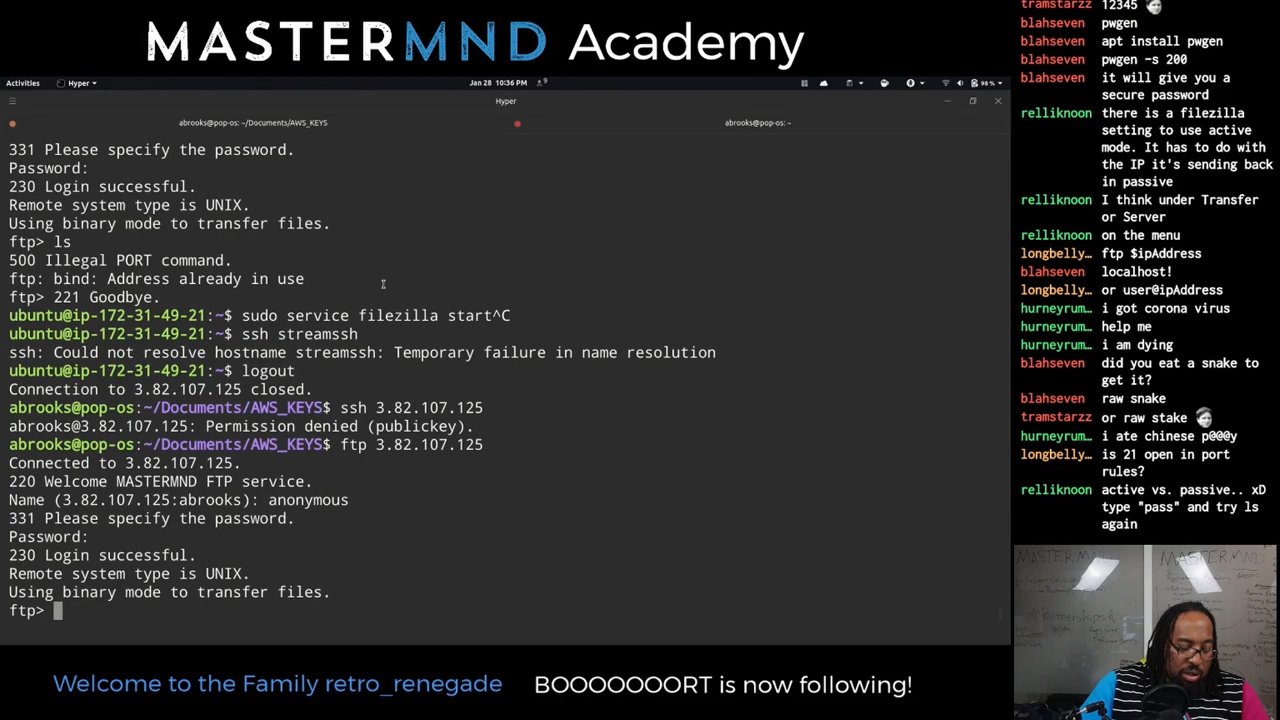 MASTERMND Academy
Activities
Hyper
Jan 28 10:36 PM
98 %
Hyper
abrooks@pop-os: ~/Documents/AWS_KEYS
abrooks@pop-os: ~
331 Please specify the password.
Password:
230 Login successful.
Remote system type is UNIX.
Using binary mode to transfer files.
ftp> ls
500 Illegal PORT command.
ftp: bind: Address already in use
ftp> 221 Goodbye.
ubuntu@ip-172-31-49-21:~$ sudo service filezilla start^C
ubuntu@ip-172-31-49-21:~$ ssh streamssh
ssh: Could not resolve hostname streamssh: Temporary failure in name resolution
ubuntu@ip-172-31-49-21:~$ logout
Connection to 3.82.107.125 closed.
abrooks@pop-os:~/Documents/AWS_KEYS$ ssh 3.82.107.125
abrooks@3.82.107.125: Permission denied (publickey).
abrooks@pop-os:~/Documents/AWS_KEYS$ ftp 3.82.107.125
Connected to 3.82.107.125.
220 Welcome MASTERMND FTP service.
Name (3.82.107.125:abrooks): anonymous
331 Please specify the password.
Password:
230 Login successful.
Remote system type is UNIX.
Using binary mode to transfer files.
ftp>
tramstarzz 12345
blahseven pwgen
blahseven apt install pwgen
blahseven pwgen -s 200
blahseven it will give you a
secure password
relliknoon there is a filezilla
setting to use active
mode. It has to do with
the IP it's sending back
in passive
relliknoon I think under Transfer
or Server
relliknoon on the menu
longbelly… ftp $ipAddress
blahseven localhost!
longbelly… or user@ipAddress
hurneyrum… i got corona virus
hurneyrum… help me
hurneyrum… i am dying
blahseven did you eat a snake to
get it?
blahseven raw snake
tramstarzz or raw stake
hurneyrum… i ate chinese p@@@y
longbelly… is 21 open in port
rules?
relliknoon active vs. passive.. xD
type "pass" and try ls
again
MASTERMND
MASTERMND
Welcome to the Family retro_renegade
BOOOOOOORT is now following!